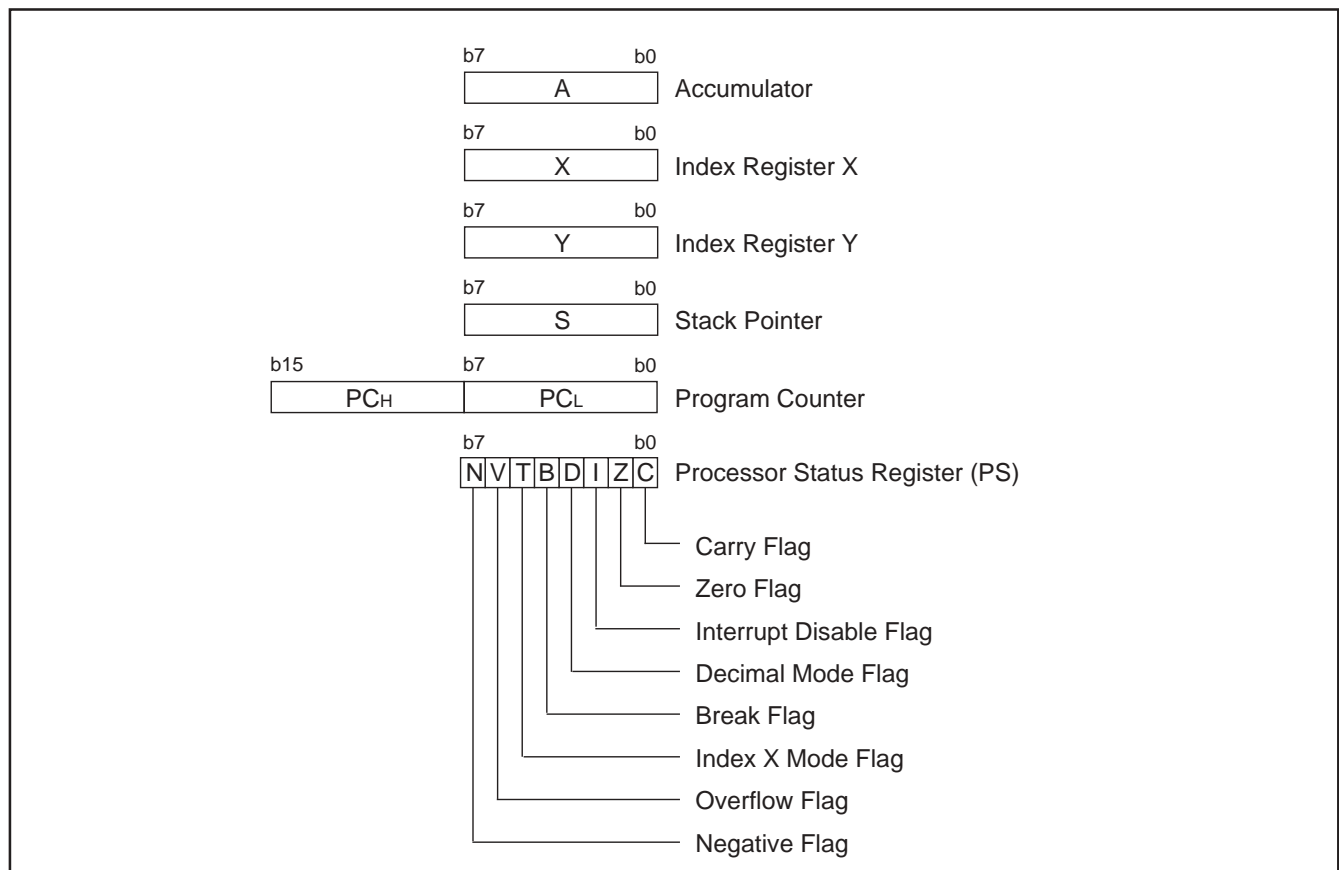 b7 b0
A Accumulator
b7 b0
X Index Register X
b7 b0
Y Index Register Y
b7 b0
S Stack Pointer
b15 b7 b0
PCH PCL Program Counter
b7 b0
N V T B D I Z C Processor Status Register (PS)
Carry Flag
Zero Flag
Interrupt Disable Flag
Decimal Mode Flag
Break Flag
Index X Mode Flag
Overflow Flag
Negative Flag